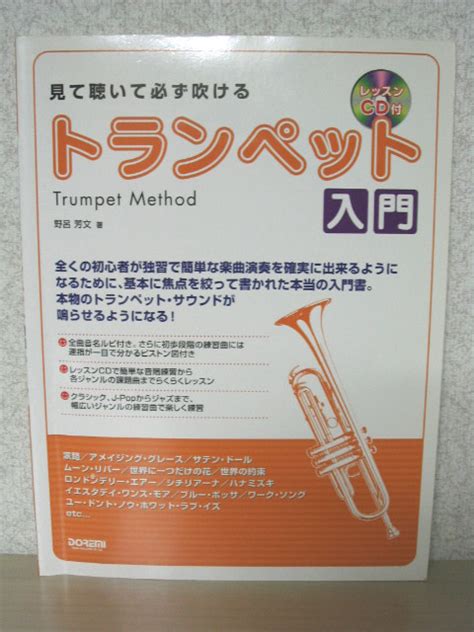 見て聴いて必ず吹ける
レッスン
CD付
トランペット
Trumpet Method
入門
野呂 芳文 著
全くの初心者が独習で簡単な楽曲演奏を確実に出来るように
なるために、基本に焦点を絞って書かれた本当の入門書。
本物のトランペット・サウンドが
鳴らせるようになる!
全曲音名ルビ付き。さらに初歩段階の練習曲には
運指が一目で分かるピストン図付き
レッスンCDで簡単な音階練習から
各ジャンルの課題曲までらくらくレッスン
クラシック、J-Popからジャズまで、
幅広いジャンルの練習曲で楽しく練習
家路/アメイジング・グレース/サテン・ドール
ムーン・リバー/世界に一つだけの花/世界の約束
ロンドンデリー・エアー/シチリアーナ/ハナミズキ
イエスタデイ・ワンス・モア/ブルー・ボッサ/ワーク・ソング
ユー・ドント・ノウ・ホワット・ラブ・イズ
etc...
DOREMI